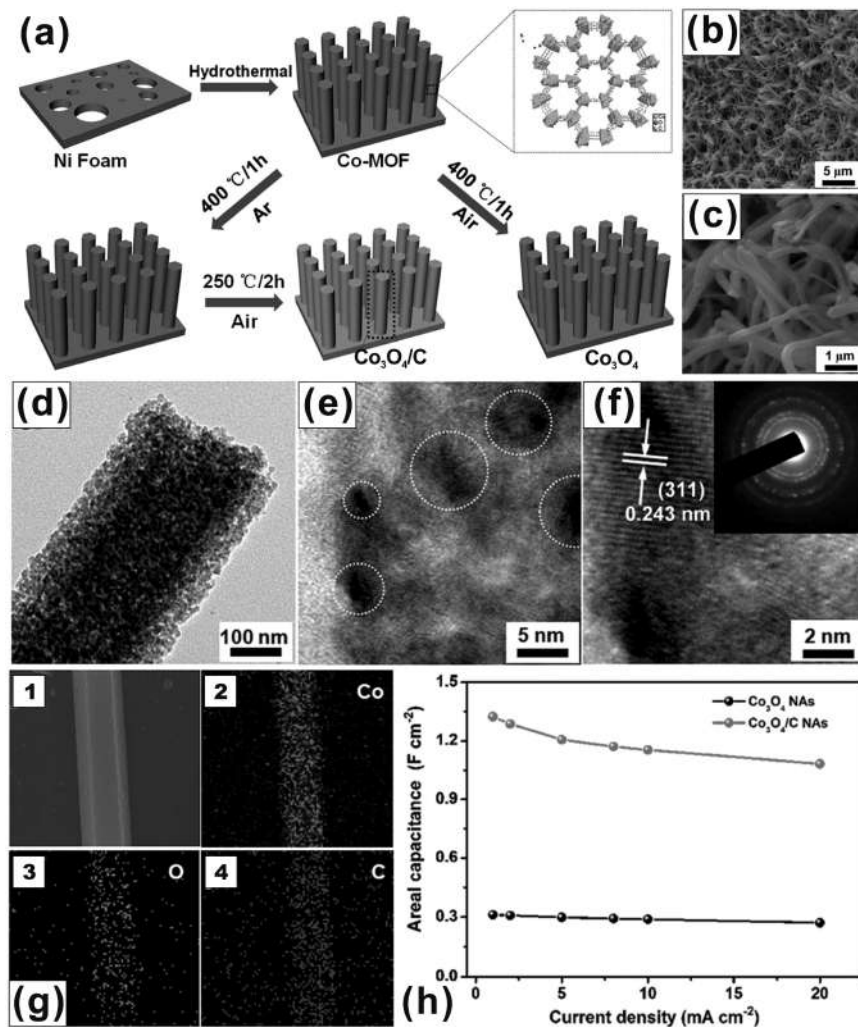 (a)
Hydrothermal
Ni Foam
Co-MOF
400 ℃/1h
Ar
400 ℃/1h
Air
250 ℃/2h
Air
Co₃O₄/C
Co₃O₄
(b)
5 μm
(c)
1 μm
(d)
100 nm
(e)
5 nm
(f)
(311)
0.243 nm
2 nm
1
2
Co
3
O
4
C
(g)
1.5
1.2
0.9
0.6
0.3
0.0
Areal capacitance (F cm⁻²)
Co₃O₄ NAs
Co₃O₄/C NAs
0
5
10
15
20
Current density (mA cm⁻²)
(h)